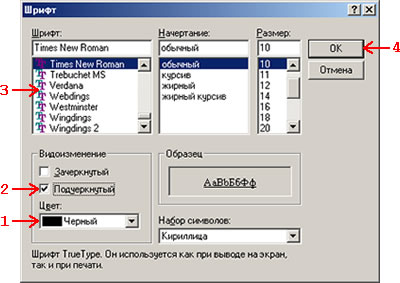 Шрифт
Шрифт: Начертание: Размер:
Times New Roman обычный 10 OK
Times New Roman обычный 10 Отмена
Trebuchet MS курсив 11
Verdana жирный 12
Webdings жирный курсив 14
Westminster 16
Wingdings 18
Wingdings 2 20
Видоизменение Образец
Зачеркнутый
Подчеркнутый АаBbБбФф
Цвет:
Черный
Набор символов:
Кириллица
Шрифт TrueType. Он используется как при выводе на экран,
так и при печати.
4
3
2
1